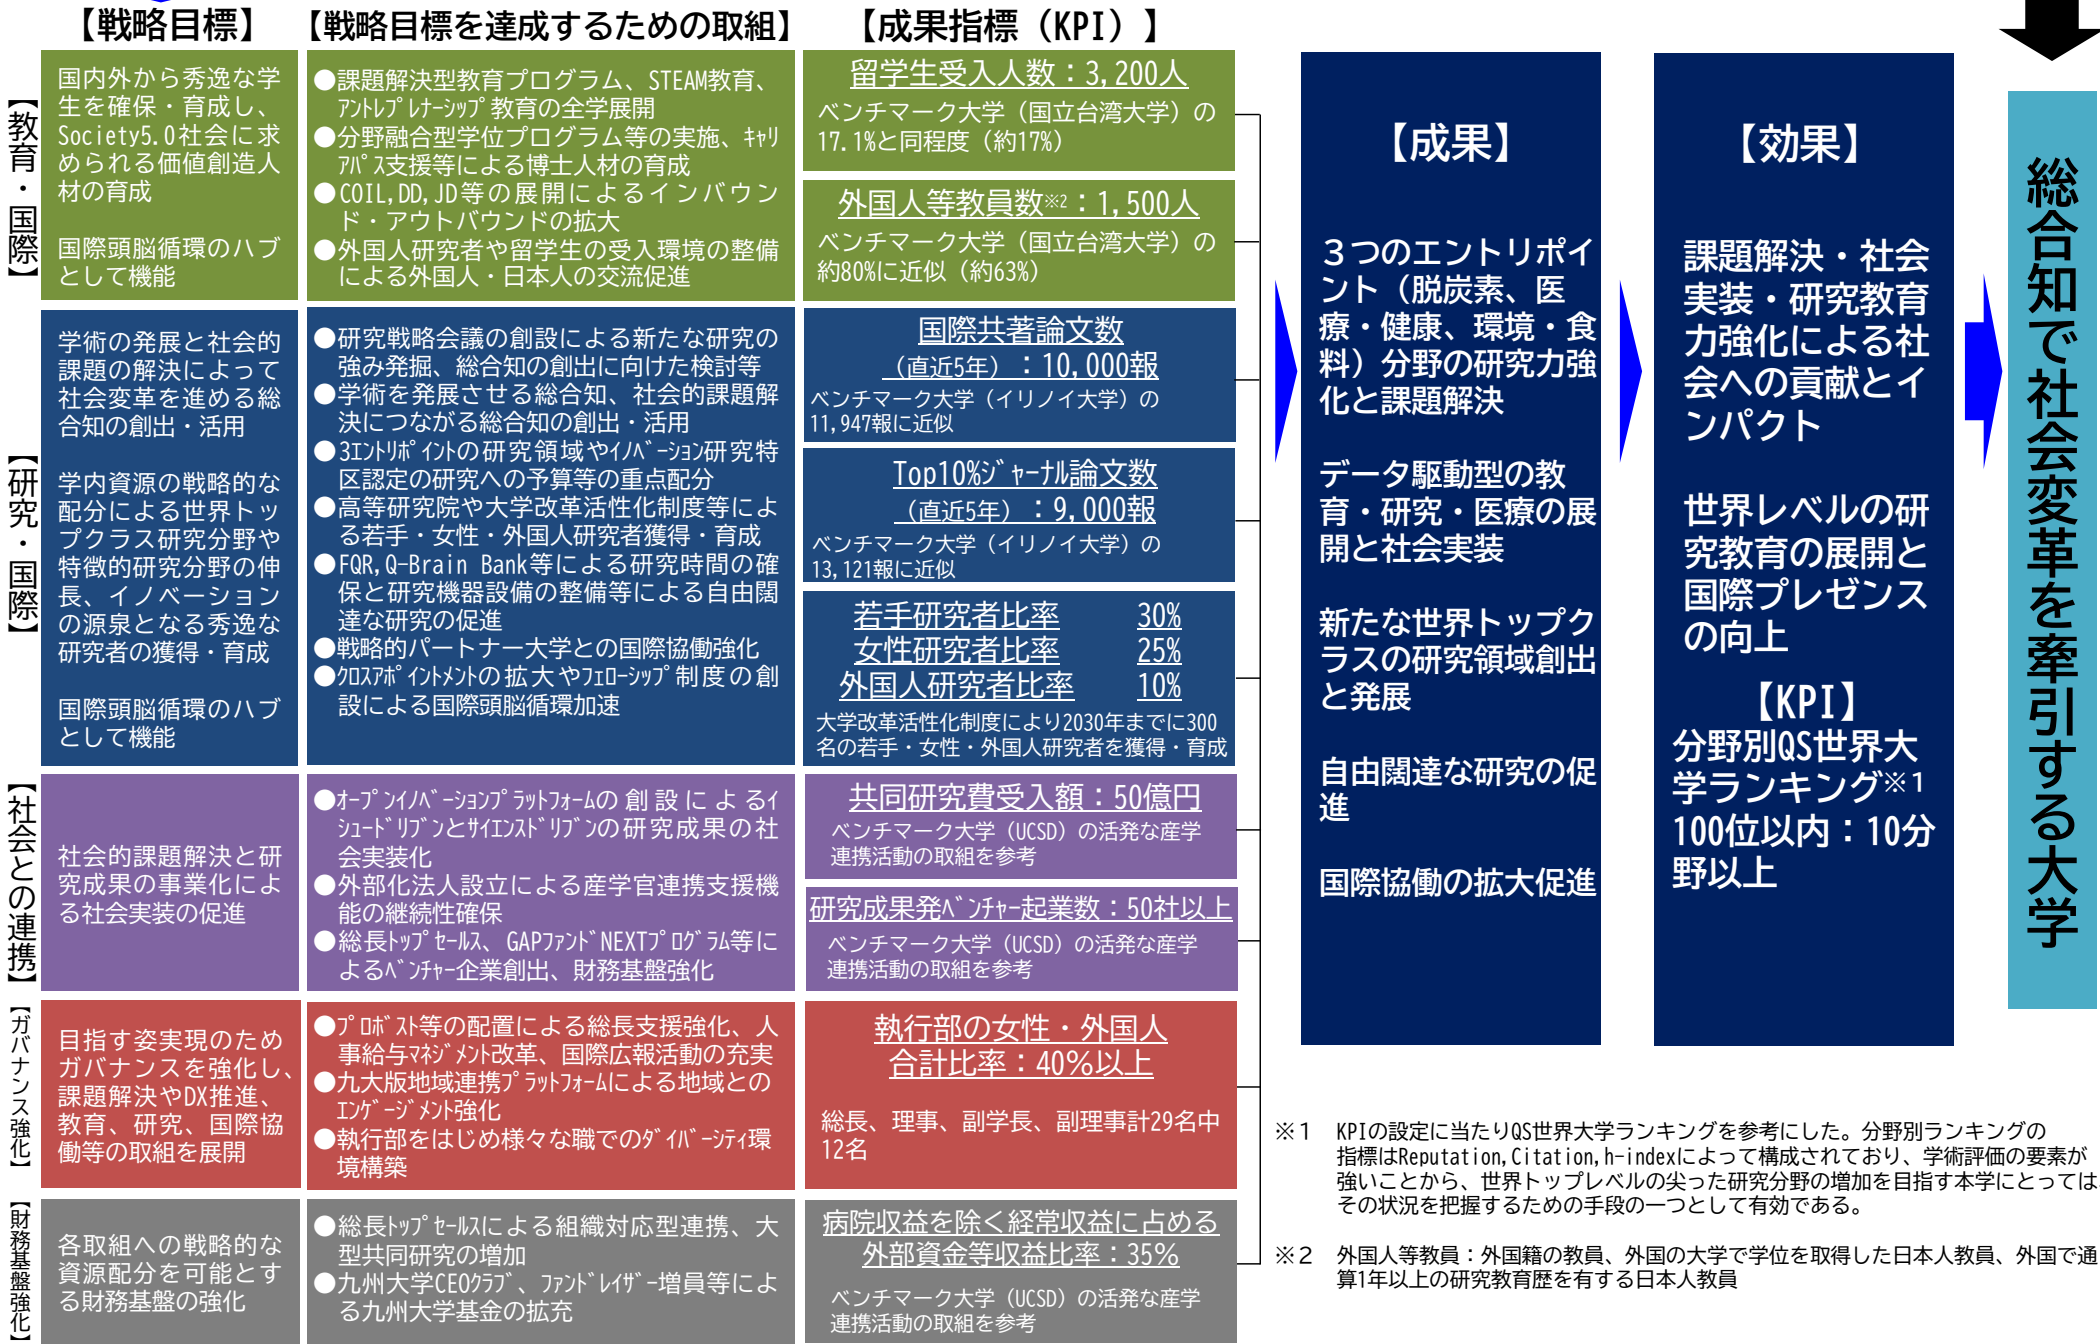 【戦略目標】
【戦略目標を達成するための取組】
【成果指標（KPI）】
【教育・国際】
国内外から秀逸な学
生を確保・育成し、
Society5.0社会に求
められる価値創造人
材の育成
国際頭脳循環のハブ
として機能
●課題解決型教育プログラム、STEAM教育、
ｱﾝﾄﾚﾌﾟﾚﾅｰｼｯﾌﾟ教育の全学展開
●分野融合型学位プログラム等の実施、ｷｬﾘ
ｱﾊﾟｽ支援等による博士人材の育成
●COIL,DD,JD等の展開によるインバウン
ド・アウトバウンドの拡大
●外国人研究者や留学生の受入環境の整備
による外国人・日本人の交流促進
留学生受入人数：3,200人
ベンチマーク大学（国立台湾大学）の
17.1%と同程度（約17%）
外国人等教員数※2：1,500人
ベンチマーク大学（国立台湾大学）の
約80%に近似（約63%）
【研究・国際】
学術の発展と社会的
課題の解決によって
社会変革を進める総
合知の創出・活用
学内資源の戦略的な
配分による世界トッ
プクラス研究分野や
特徴的研究分野の伸
長、イノベーション
の源泉となる秀逸な
研究者の獲得・育成
国際頭脳循環のハブ
として機能
●研究戦略会議の創設による新たな研究の
強み発掘、総合知の創出に向けた検討等
●学術を発展させる総合知、社会的課題解
決につながる総合知の創出・活用
●3ｴﾝﾄﾘﾎﾟｲﾝﾄの研究領域やｲﾉﾍﾞｰｼｮﾝ研究特
区認定の研究への予算等の重点配分
●高等研究院や大学改革活性化制度等によ
る若手・女性・外国人研究者獲得・育成
●FQR,Q-Brain Bank等による研究時間の確
保と研究機器設備の整備等による自由闊
達な研究の促進
●戦略的パートナー大学との国際協働強化
●ｸﾛｽｱﾎﾟｲﾝﾄﾒﾝﾄの拡大やﾌｪﾛｰｼｯﾌﾟ制度の創
設による国際頭脳循環加速
国際共著論文数
（直近5年）：10,000報
ベンチマーク大学（イリノイ大学）の
11,947報に近似
Top10%ｼﾞｬｰﾅﾙ論文数
（直近5年）：9,000報
ベンチマーク大学（イリノイ大学）の
13,121報に近似
若手研究者比率 30%
女性研究者比率 25%
外国人研究者比率 10%
大学改革活性化制度により2030年までに300
名の若手・女性・外国人研究者を獲得・育成
【社会との連携】
社会的課題解決と研
究成果の事業化によ
る社会実装の促進
●ｵｰﾌﾟﾝｲﾉﾍﾞｰｼｮﾝﾌﾟﾗｯﾄﾌｫｰﾑの創設によるｲ
ｼｭｰﾄﾞﾘﾌﾞﾝとｻｲｴﾝｽﾄﾞﾘﾌﾞﾝの研究成果の社
会実装化
●外部化法人設立による産学官連携支援機
能の継続性確保
●総長ﾄｯﾌﾟｾｰﾙｽ、GAPﾌｧﾝﾄﾞNEXTﾌﾟﾛｸﾞﾗﾑ等に
よるﾍﾞﾝﾁｬｰ企業創出、財務基盤強化
共同研究費受入額：50億円
ベンチマーク大学（UCSD）の活発な産学
連携活動の取組を参考
研究成果発ﾍﾞﾝﾁｬｰ起業数：50社以上
ベンチマーク大学（UCSD）の活発な産学
連携活動の取組を参考
【ガバナンス強化】
目指す姿実現のため
ガバナンスを強化し、
課題解決やDX推進、
教育、研究、国際協
働等の取組を展開
●ﾌﾟﾛﾎﾞｽﾄ等の配置による総長支援強化、人
事給与ﾏﾈｼﾞﾒﾝﾄ改革、国際広報活動の充実
●九大版地域連携ﾌﾟﾗｯﾄﾌｫｰﾑによる地域との
ｴﾝｹﾞｰｼﾞﾒﾝﾄ強化
●執行部をはじめ様々な職でのﾀﾞｲﾊﾞｰｼﾃｨ環
境構築
執行部の女性・外国人
合計比率：40%以上
総長、理事、副学長、副理事計29名中
12名
【財務基盤強化】
各取組への戦略的な
資源配分を可能とす
る財務基盤の強化
●総長ﾄｯﾌﾟｾｰﾙｽによる組織対応型連携、大
型共同研究の増加
●九州大学CEOｸﾗﾌﾞ、ﾌｧﾝﾄﾞﾚｲｻﾞｰ増員等によ
る九州大学基金の拡充
病院収益を除く経常収益に占める
外部資金等収益比率：35%
ベンチマーク大学（UCSD）の活発な産学
連携活動の取組を参考
【成果】
３つのエントリポイ
ント（脱炭素、医
療・健康、環境・食
料）分野の研究力強
化と課題解決
データ駆動型の教
育・研究・医療の展
開と社会実装
新たな世界トップク
ラスの研究領域創出
と発展
自由闊達な研究の促
進
国際協働の拡大促進
【効果】
課題解決・社会
実装・研究教育
力強化による社
会への貢献とイ
ンパクト
世界レベルの研
究教育の展開と
国際プレゼンス
の向上
【KPI】
分野別QS世界大
学ランキング※1
100位以内：10分
野以上
総合知で社会変革を牽引する大学
※１ KPIの設定に当たりQS世界大学ランキングを参考にした。分野別ランキングの
指標はReputation,Citation,h-indexによって構成されており、学術評価の要素が
強いことから、世界トップレベルの尖った研究分野の増加を目指す本学にとっては
その状況を把握するための手段の一つとして有効である。
※２ 外国人等教員：外国籍の教員、外国の大学で学位を取得した日本人教員、外国で通
算1年以上の研究教育歴を有する日本人教員